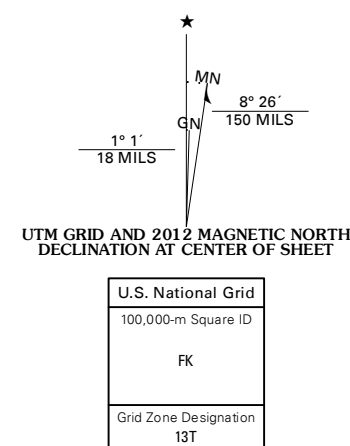 ★
MN
8° 26´
150 MILS
GN
1° 1´
18 MILS
UTM GRID AND 2012 MAGNETIC NORTH
DECLINATION AT CENTER OF SHEET
U.S. National Grid
100,000-m Square ID
FK
Grid Zone Designation
13T